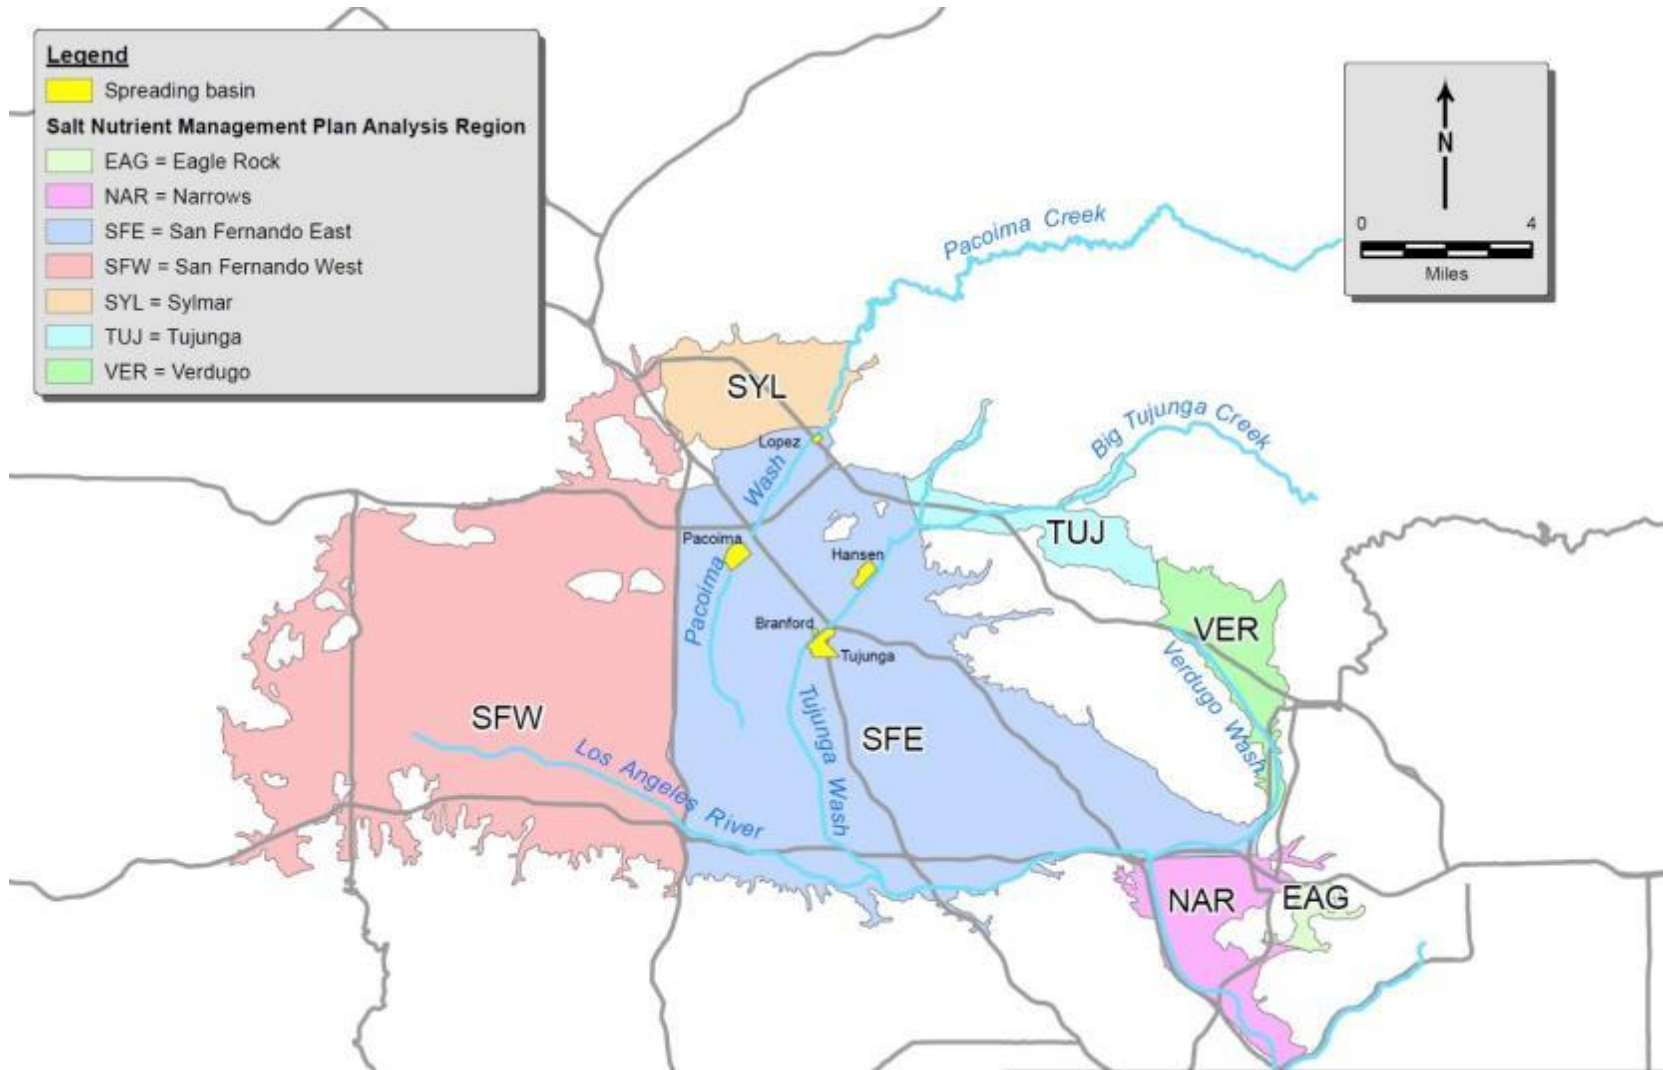 Legend
Spreading basin
Salt Nutrient Management Plan Analysis Region
EAG = Eagle Rock
NAR = Narrows
SFE = San Fernando East
SFW = San Fernando West
SYL = Sylmar
TUJ = Tujunga
VER = Verdugo
N
0 4
Miles
Pacoima Creek
SYL
Lopez
Big Tujunga Creek
Wash
TUJ
Pacoima
Hansen
Pacoima
Branford
Tujunga
VER
Verdugo Wash
SFW
Tujunga Wash
SFE
Los Angeles River
NAR
EAG